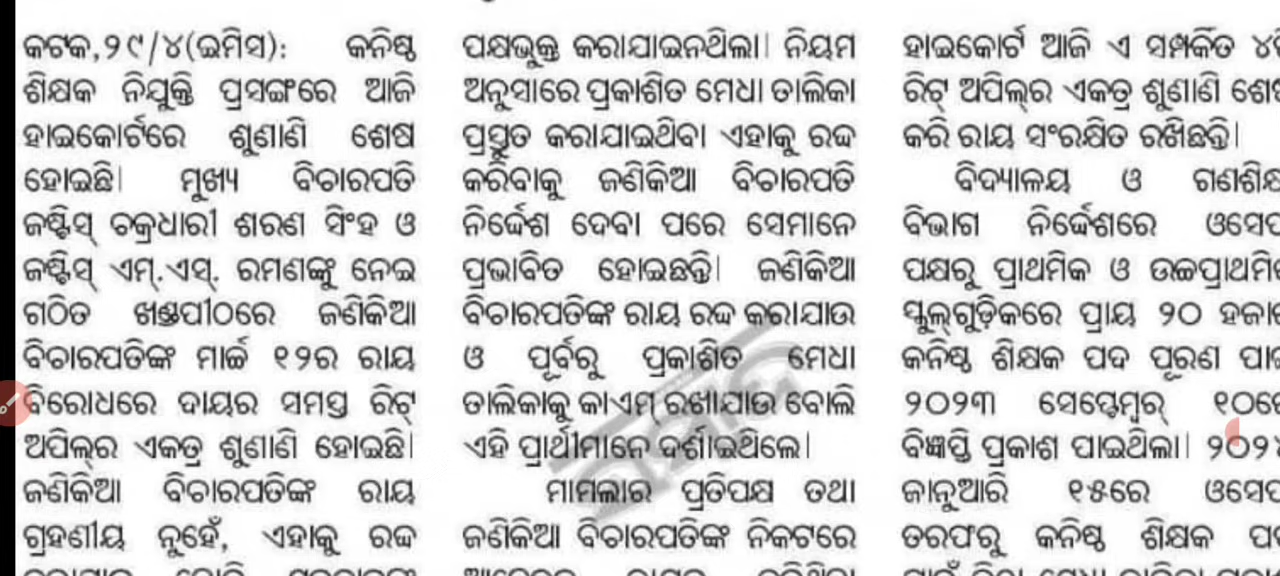 କଟକ,୨୯/୪(ଇମିସ): କନିଷ୍ଠ
ଶିକ୍ଷକ ନିଯୁକ୍ତି ପ୍ରସଙ୍ଗରେ ଆଜି
ହାଇକୋର୍ଟରେ ଶୁଣାଣି ଶେଷ
ହୋଇଛି। ମୁଖ୍ୟ ବିଚାରପତି
ଜଷ୍ଟିସ୍ ଚକ୍ରଧାରୀ ଶରଣ ସିଂହ ଓ
ଜଷ୍ଟିସ୍ ଏମ୍.ଏସ୍. ରମଣଙ୍କୁ ନେଇ
ଗଠିତ ଖଣ୍ଡପୀଠରେ ଜଣିକିଆ
ବିଚାରପତିଙ୍କ ମାର୍ଚ୍ଚ ୧୨ର ରାୟ
ବିରୋଧରେ ଦାୟର ସମସ୍ତ ରିଟ୍
ଅପିଲ୍‌ର ଏକତ୍ର ଶୁଣାଣି ହୋଇଛି।
ଜଣିକିଆ ବିଚାରପତିଙ୍କ ରାୟ
ଗ୍ରହଣୀୟ ନୁହେଁ, ଏହାକୁ ରଦ୍ଦ
ପକ୍ଷଭୁକ୍ତ କରାଯାଇନଥିଲା। ନିୟମ
ଅନୁସାରେ ପ୍ରକାଶିତ ମେଧା ତାଲିକା
ପ୍ରସ୍ତୁତ କରାଯାଇଥିବା ଏହାକୁ ରଦ୍ଦ
କରିବାକୁ ଜଣିକିଆ ବିଚାରପତି
ନିର୍ଦ୍ଦେଶ ଦେବା ପରେ ସେମାନେ
ପ୍ରଭାବିତ ହୋଇଛନ୍ତି। ଜଣିକିଆ
ବିଚାରପତିଙ୍କ ରାୟ ରଦ୍ଦ କରାଯାଉ
ଓ ପୂର୍ବରୁ ପ୍ରକାଶିତ ମେଧା
ତାଲିକାକୁ କାଏମ୍ ରଖାଯାଉ ବୋଲି
ଏହି ପ୍ରାର୍ଥୀମାନେ ଦର୍ଶାଇଥିଲେ।
ମାମଲାର ପ୍ରତିପକ୍ଷ ତଥା
ଜଣିକିଆ ବିଚାରପତିଙ୍କ ନିକଟରେ
ହାଇକୋର୍ଟ ଆଜି ଏ ସମ୍ପର୍କିତ
ରିଟ୍ ଅପିଲ୍‌ର ଏକତ୍ର ଶୁଣାଣି
କରି ରାୟ ସଂରକ୍ଷିତ ରଖିଛନ୍ତି।
ବିଦ୍ୟାଳୟ ଓ
ବିଭାଗ ନିର୍ଦ୍ଦେଶରେ
ପକ୍ଷରୁ ପ୍ରାଥମିକ ଓ
ସ୍କୁଲ୍‌ଗୁଡ଼ିକରେ ପ୍ରାୟ ୨୦
କନିଷ୍ଠ ଶିକ୍ଷକ ପଦ ପୂରଣ
୨୦୨୩ ସେପ୍ଟେମ୍ବର୍
ବିଜ୍ଞପ୍ତି ପ୍ରକାଶ ପାଇଥିଲା।
ଜାନୁଆରି ୧୫ରେ
ତରଫରୁ କନିଷ୍ଠ ଶିକ୍ଷକ